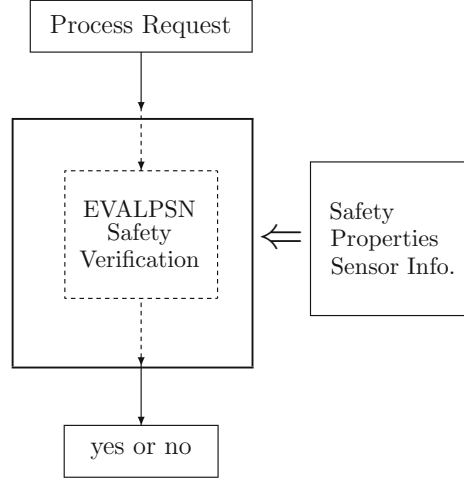 Process Request
EVALPSN
Safety
Verification
Safety
Properties
Sensor Info.
yes or no